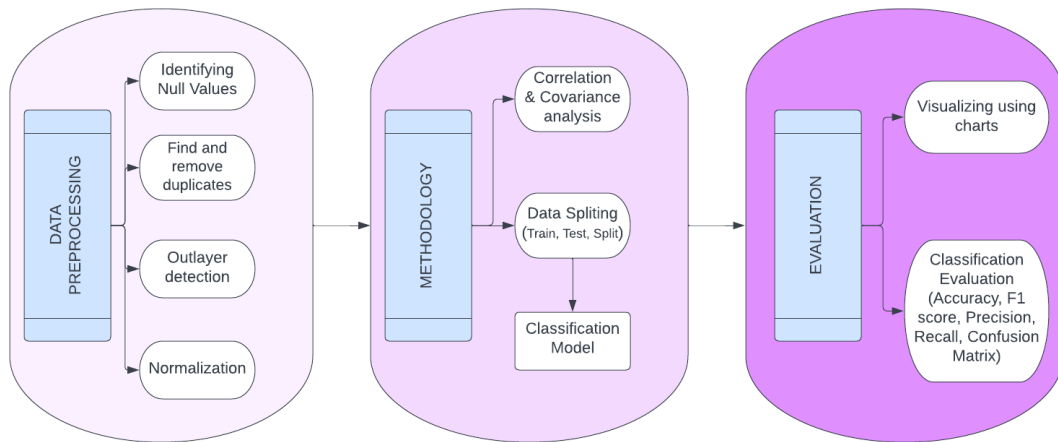 DATA
PREPROCESSING
Identifying
Null Values
Find and
remove
duplicates
Outlayer
detection
Normalization
METHODOLOGY
Correlation
& Covariance
analysis
Data Spliting
(Train, Test, Split)
Classification
Model
EVALUATION
Visualizing using
charts
Classification
Evaluation
(Accuracy, F1
score, Precision,
Recall, Confusion
Matrix)